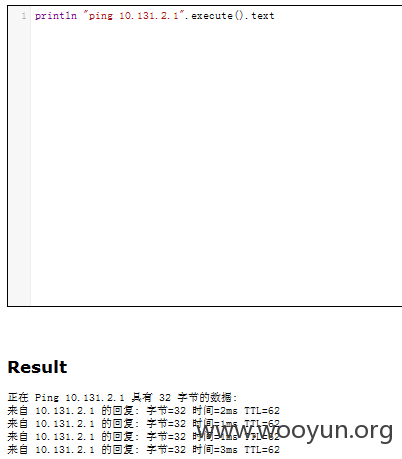 1 println "ping 10.131.2.1".execute().text
Result
正在 Ping 10.131.2.1 具有 32 字节的数据:
来自 10.131.2.1 的回复: 字节=32 时间=2ms TTL=62
来自 10.131.2.1 的回复: 字节=32 时间=1ms TTL=62
来自 10.131.2.1 的回复: 字节=32 时间=1ms TTL=62
来自 10.131.2.1 的回复: 字节=32 时间=3ms TTL=62
www.wooyun.org